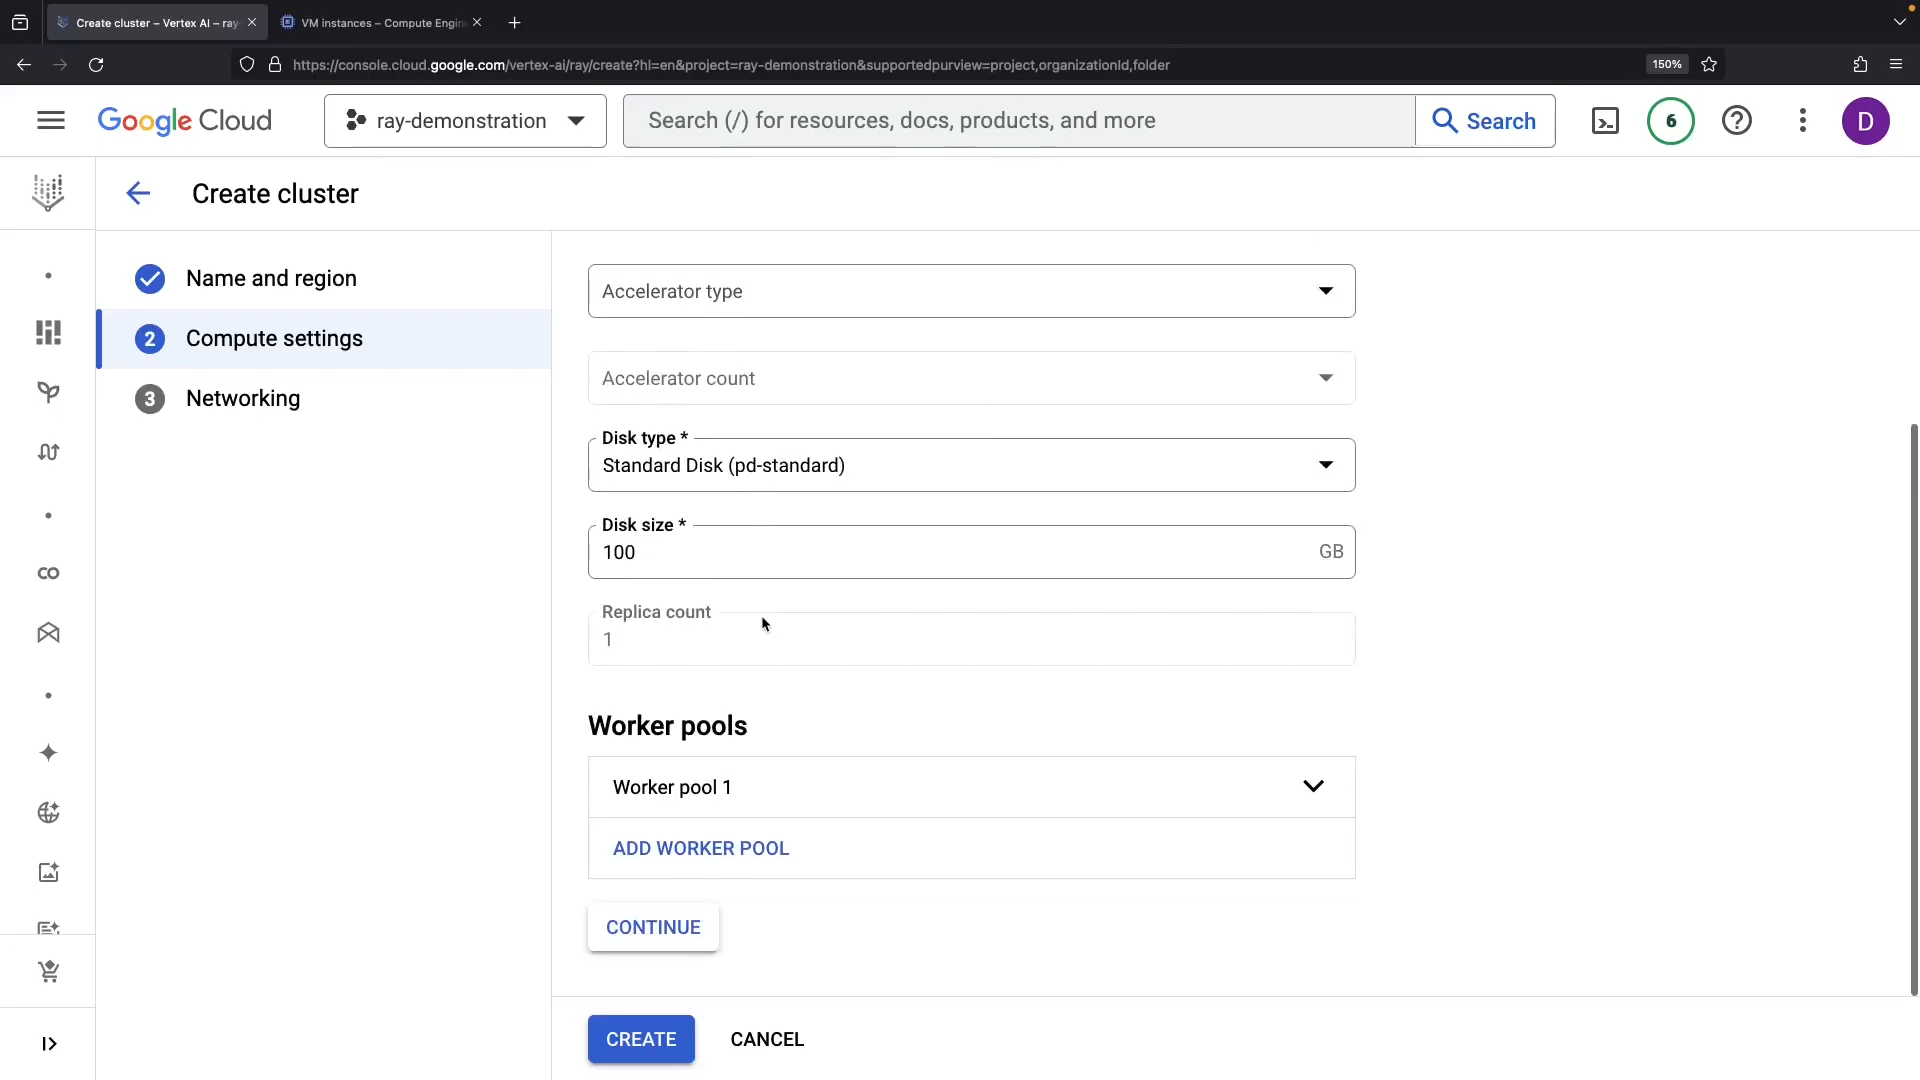 Create cluster – Vertex AI – ray
VM instances – Compute Engin
https://console.cloud.google.com/vertex-ai/ray/create?hl=en&project=ray-demonstration&supportedpurview=project,organizationId,folder
150%
Google Cloud
ray-demonstration
Search (/) for resources, docs, products, and more
Search
6
D
Create cluster
Name and region
2 Compute settings
3 Networking
Accelerator type
Accelerator count
Disk type *
Standard Disk (pd-standard)
Disk size *
100 GB
Replica count
1
Worker pools
Worker pool 1
ADD WORKER POOL
CONTINUE
CREATE CANCEL